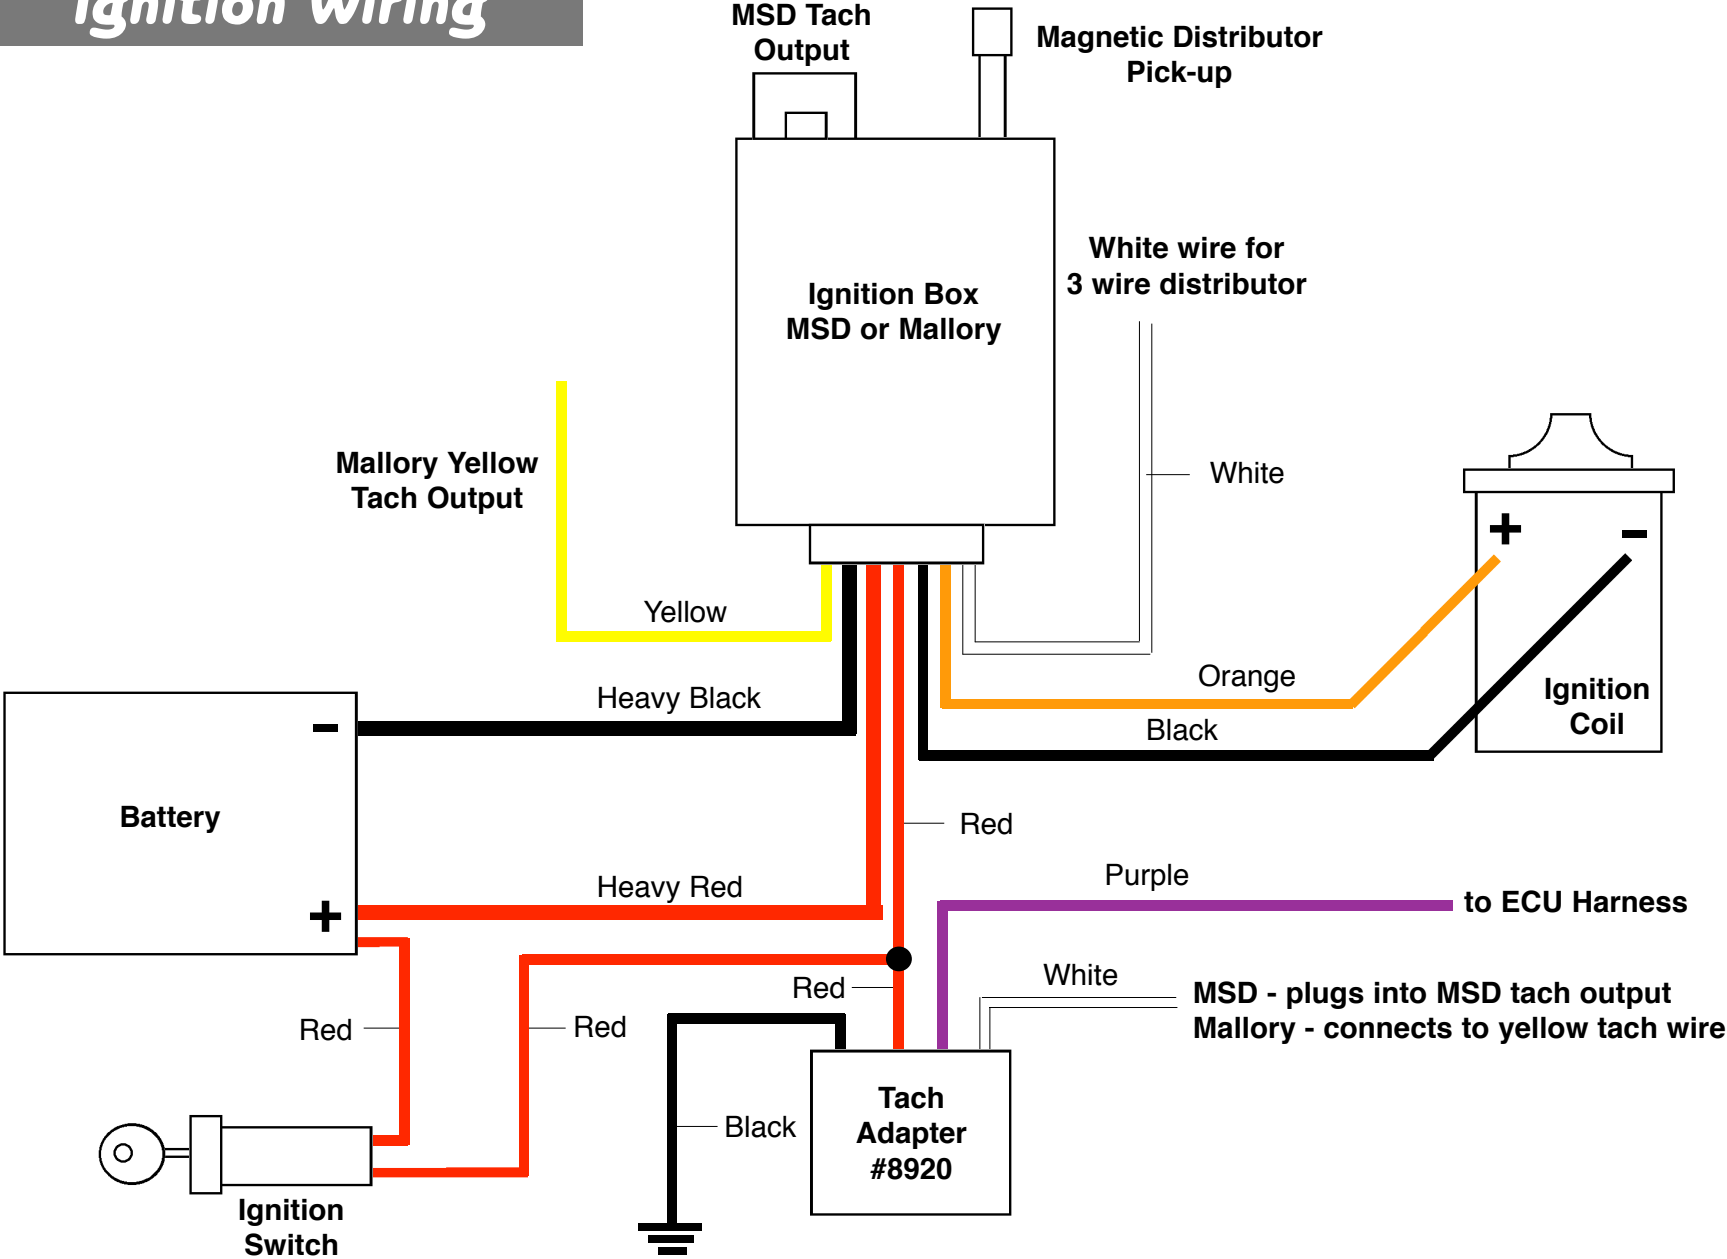 Ignition Wiring
MSD Tach
Output
Magnetic Distributor
Pick-up
White wire for
3 wire distributor
Ignition Box
MSD or Mallory
Mallory Yellow
Tach Output
White
+
-
Yellow
Orange
Heavy Black
Ignition
Coil
-
Black
Battery
Red
Purple
Heavy Red
to ECU Harness
+
White
Red
MSD - plugs into MSD tach output
Mallory - connects to yellow tach wire
Red
Red
Tach
Adapter
#8920
Black
Ignition
Switch